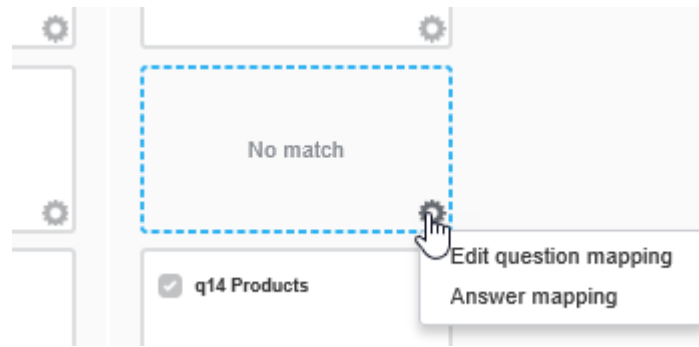 No match
Edit question mapping
Answer mapping
q14 Products